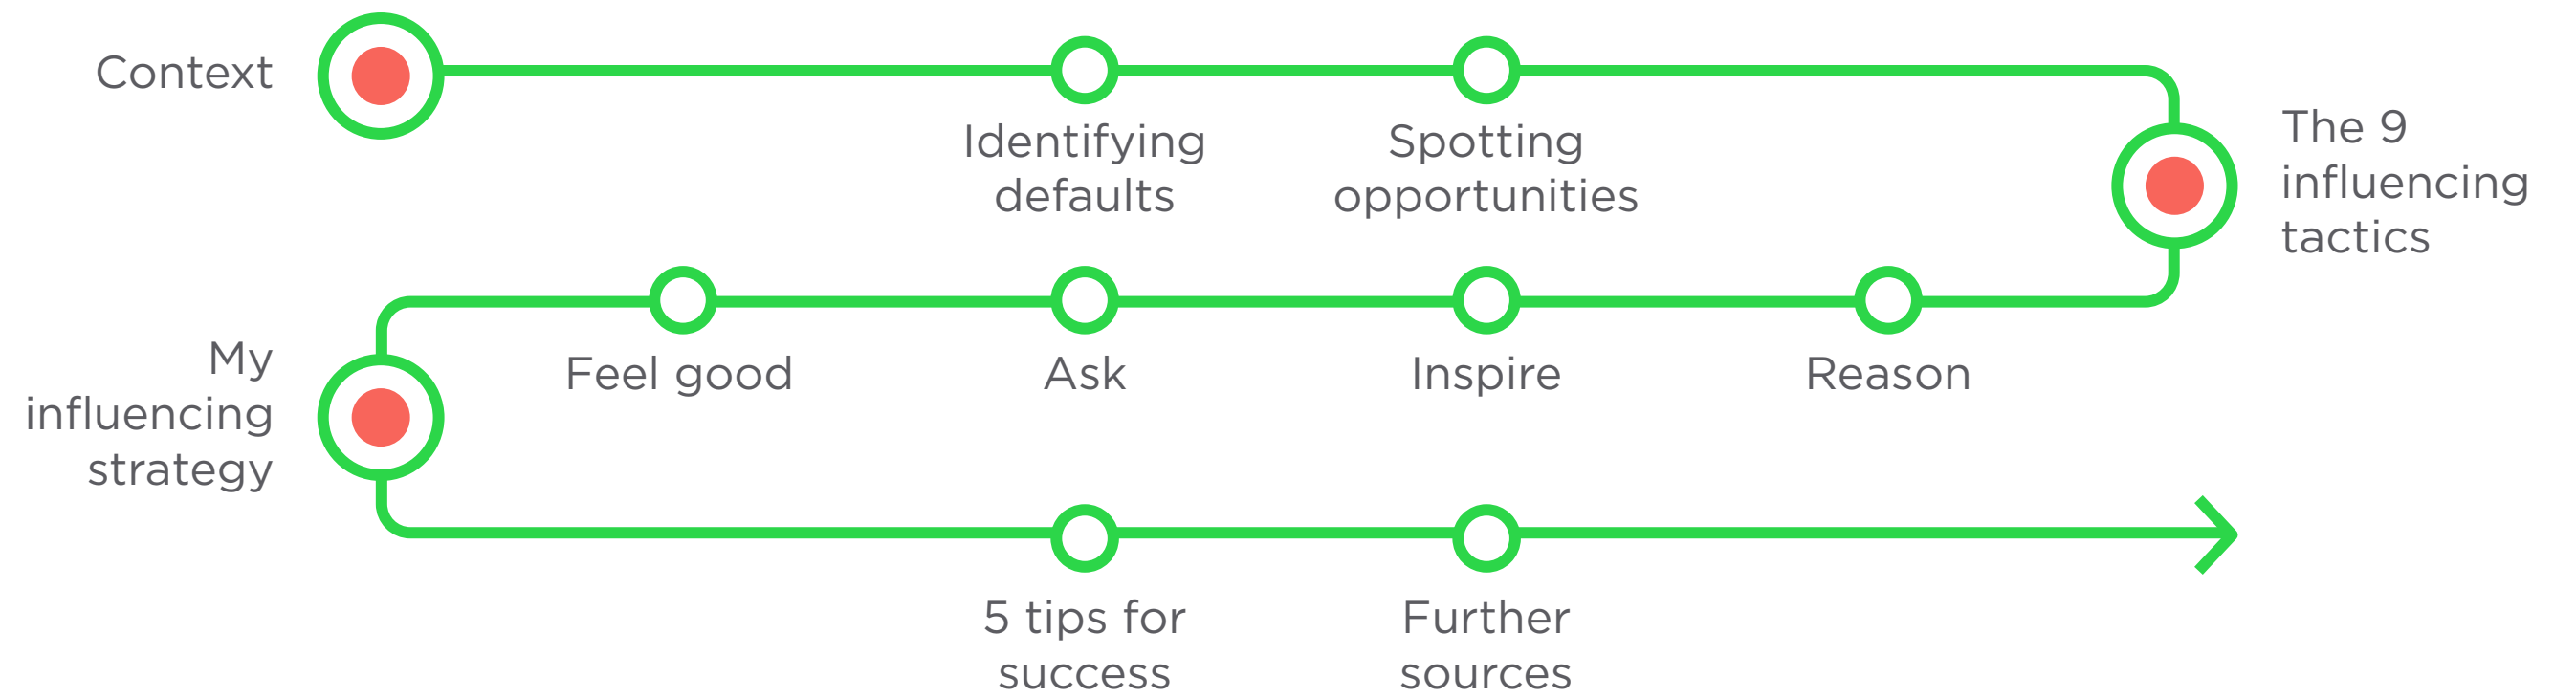 Context
Identifying
defaults
Spotting
opportunities
The 9
influencing
tactics
Feel good
Ask
Inspire
Reason
My
influencing
strategy
5 tips for
success
Further
sources